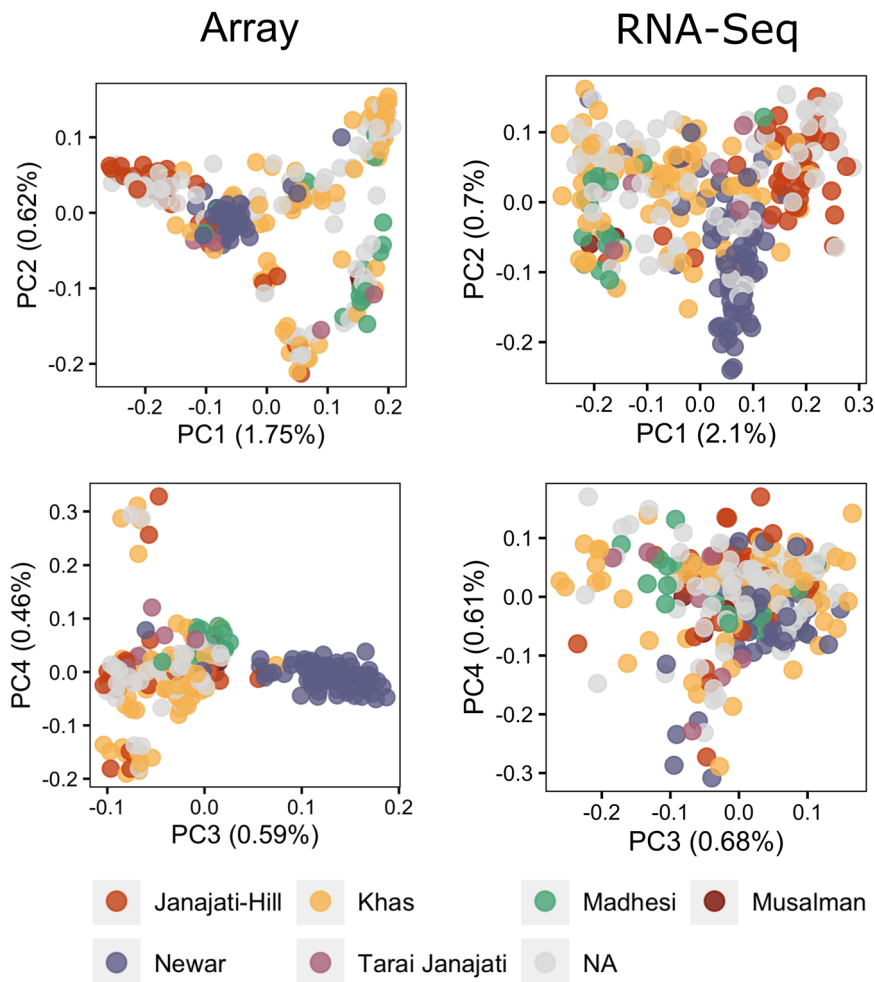 Array
RNA-Seq
PC2 (0.62%)
0.1
0.0
-0.1
-0.2
-0.2
-0.1
0.0
0.1
0.2
PC1 (1.75%)
PC2 (0.7%)
0.1
0.0
-0.1
-0.2
-0.2
-0.1
0.0
0.1
0.2
0.3
PC1 (2.1%)
PC4 (0.46%)
0.3
0.2
0.1
0.0
-0.1
-0.2
-0.1
0.0
0.1
0.2
PC3 (0.59%)
PC4 (0.61%)
0.1
0.0
-0.1
-0.2
-0.3
-0.2
-0.1
0.0
0.1
PC3 (0.68%)
Janajati-Hill
Khas
Madhesi
Musalman
Newar
Tarai Janajati
NA